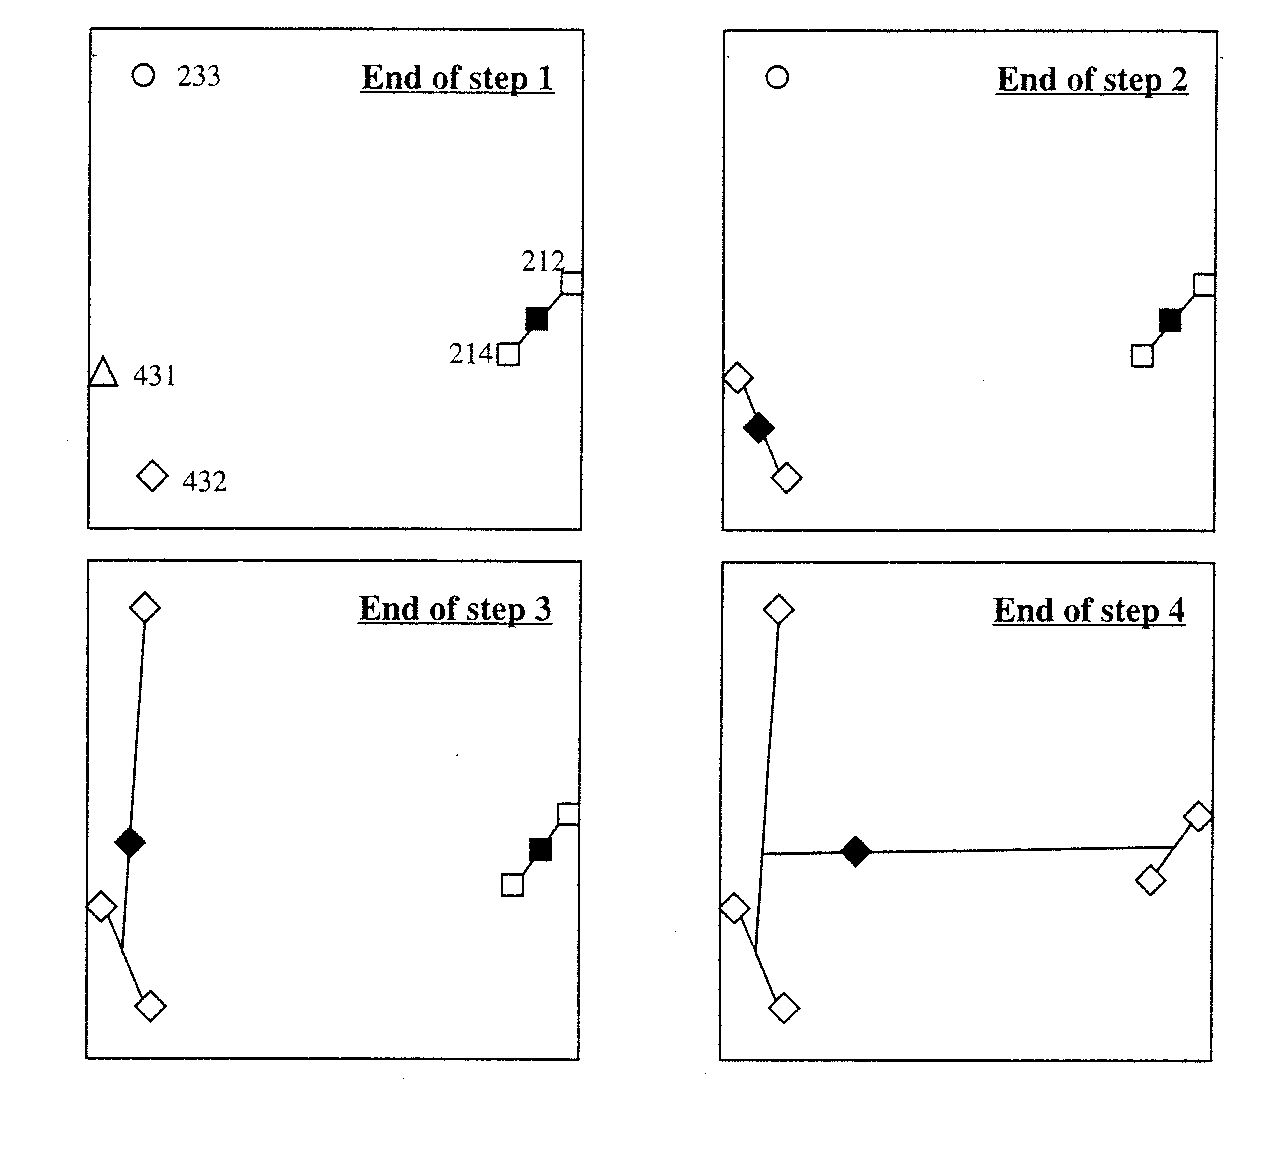 233
End of step 1
212
214
431
432
End of step 2
End of step 3
End of step 4